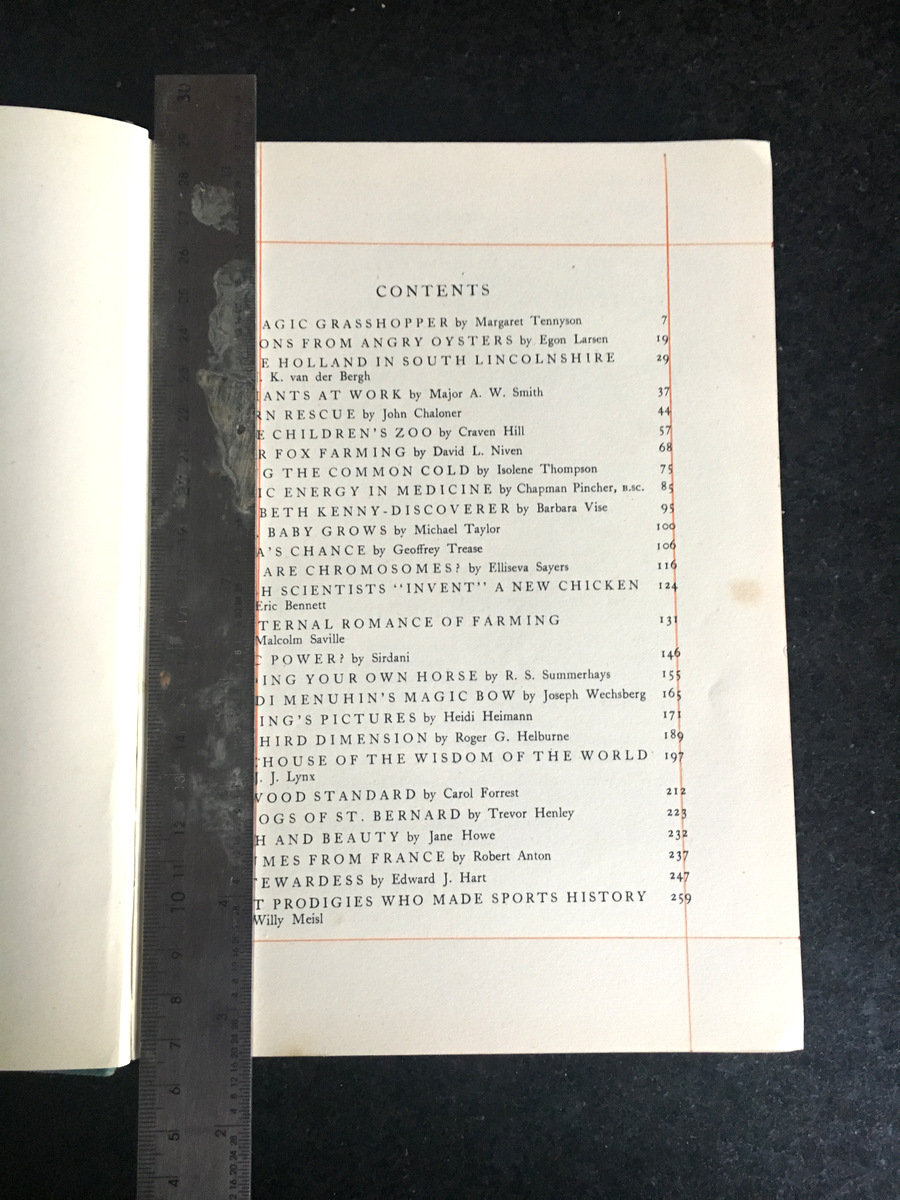 CONTENTS
AGIC GRASSHOPPER by Margaret Tennyson 7
ONS FROM ANGRY OYSTERS by Egon Larsen 19
E HOLLAND IN SOUTH LINCOLNSHIRE 29
K. van der Bergh
ANTS AT WORK by Major A. W. Smith 37
RN RESCUE by John Chaloner 44
E CHILDREN'S ZOO by Craven Hill 57
R FOX FARMING by David L. Niven 68
G THE COMMON COLD by Isolene Thompson 75
IC ENERGY IN MEDICINE by Chapman Pincher, B.SC. 85
BETH KENNY-DISCOVERER by Barbara Vise 95
BABY GROWS by Michael Taylor 100
A'S CHANCE by Geoffrey Trease 106
ARE CHROMOSOMES? by Elliseva Sayers 116
H SCIENTISTS "INVENT" A NEW CHICKEN 124
Eric Bennett
TERNAL ROMANCE OF FARMING 131
Malcolm Saville
C POWER? by Sirdani 146
ING YOUR OWN HORSE by R. S. Summerhays 155
DI MENUHIN'S MAGIC BOW by Joseph Wechsberg 165
ING'S PICTURES by Heidi Heimann 171
HIRD DIMENSION by Roger G. Helburne 189
HOUSE OF THE WISDOM OF THE WORLD 197
J. J. Lynx
WOOD STANDARD by Carol Forrest 212
OGS OF ST. BERNARD by Trevor Henley 223
H AND BEAUTY by Jane Howe 232
MES FROM FRANCE by Robert Anton 237
EWARDESS by Edward J. Hart 247
T PRODIGIES WHO MADE SPORTS HISTORY 259
Willy Meisl